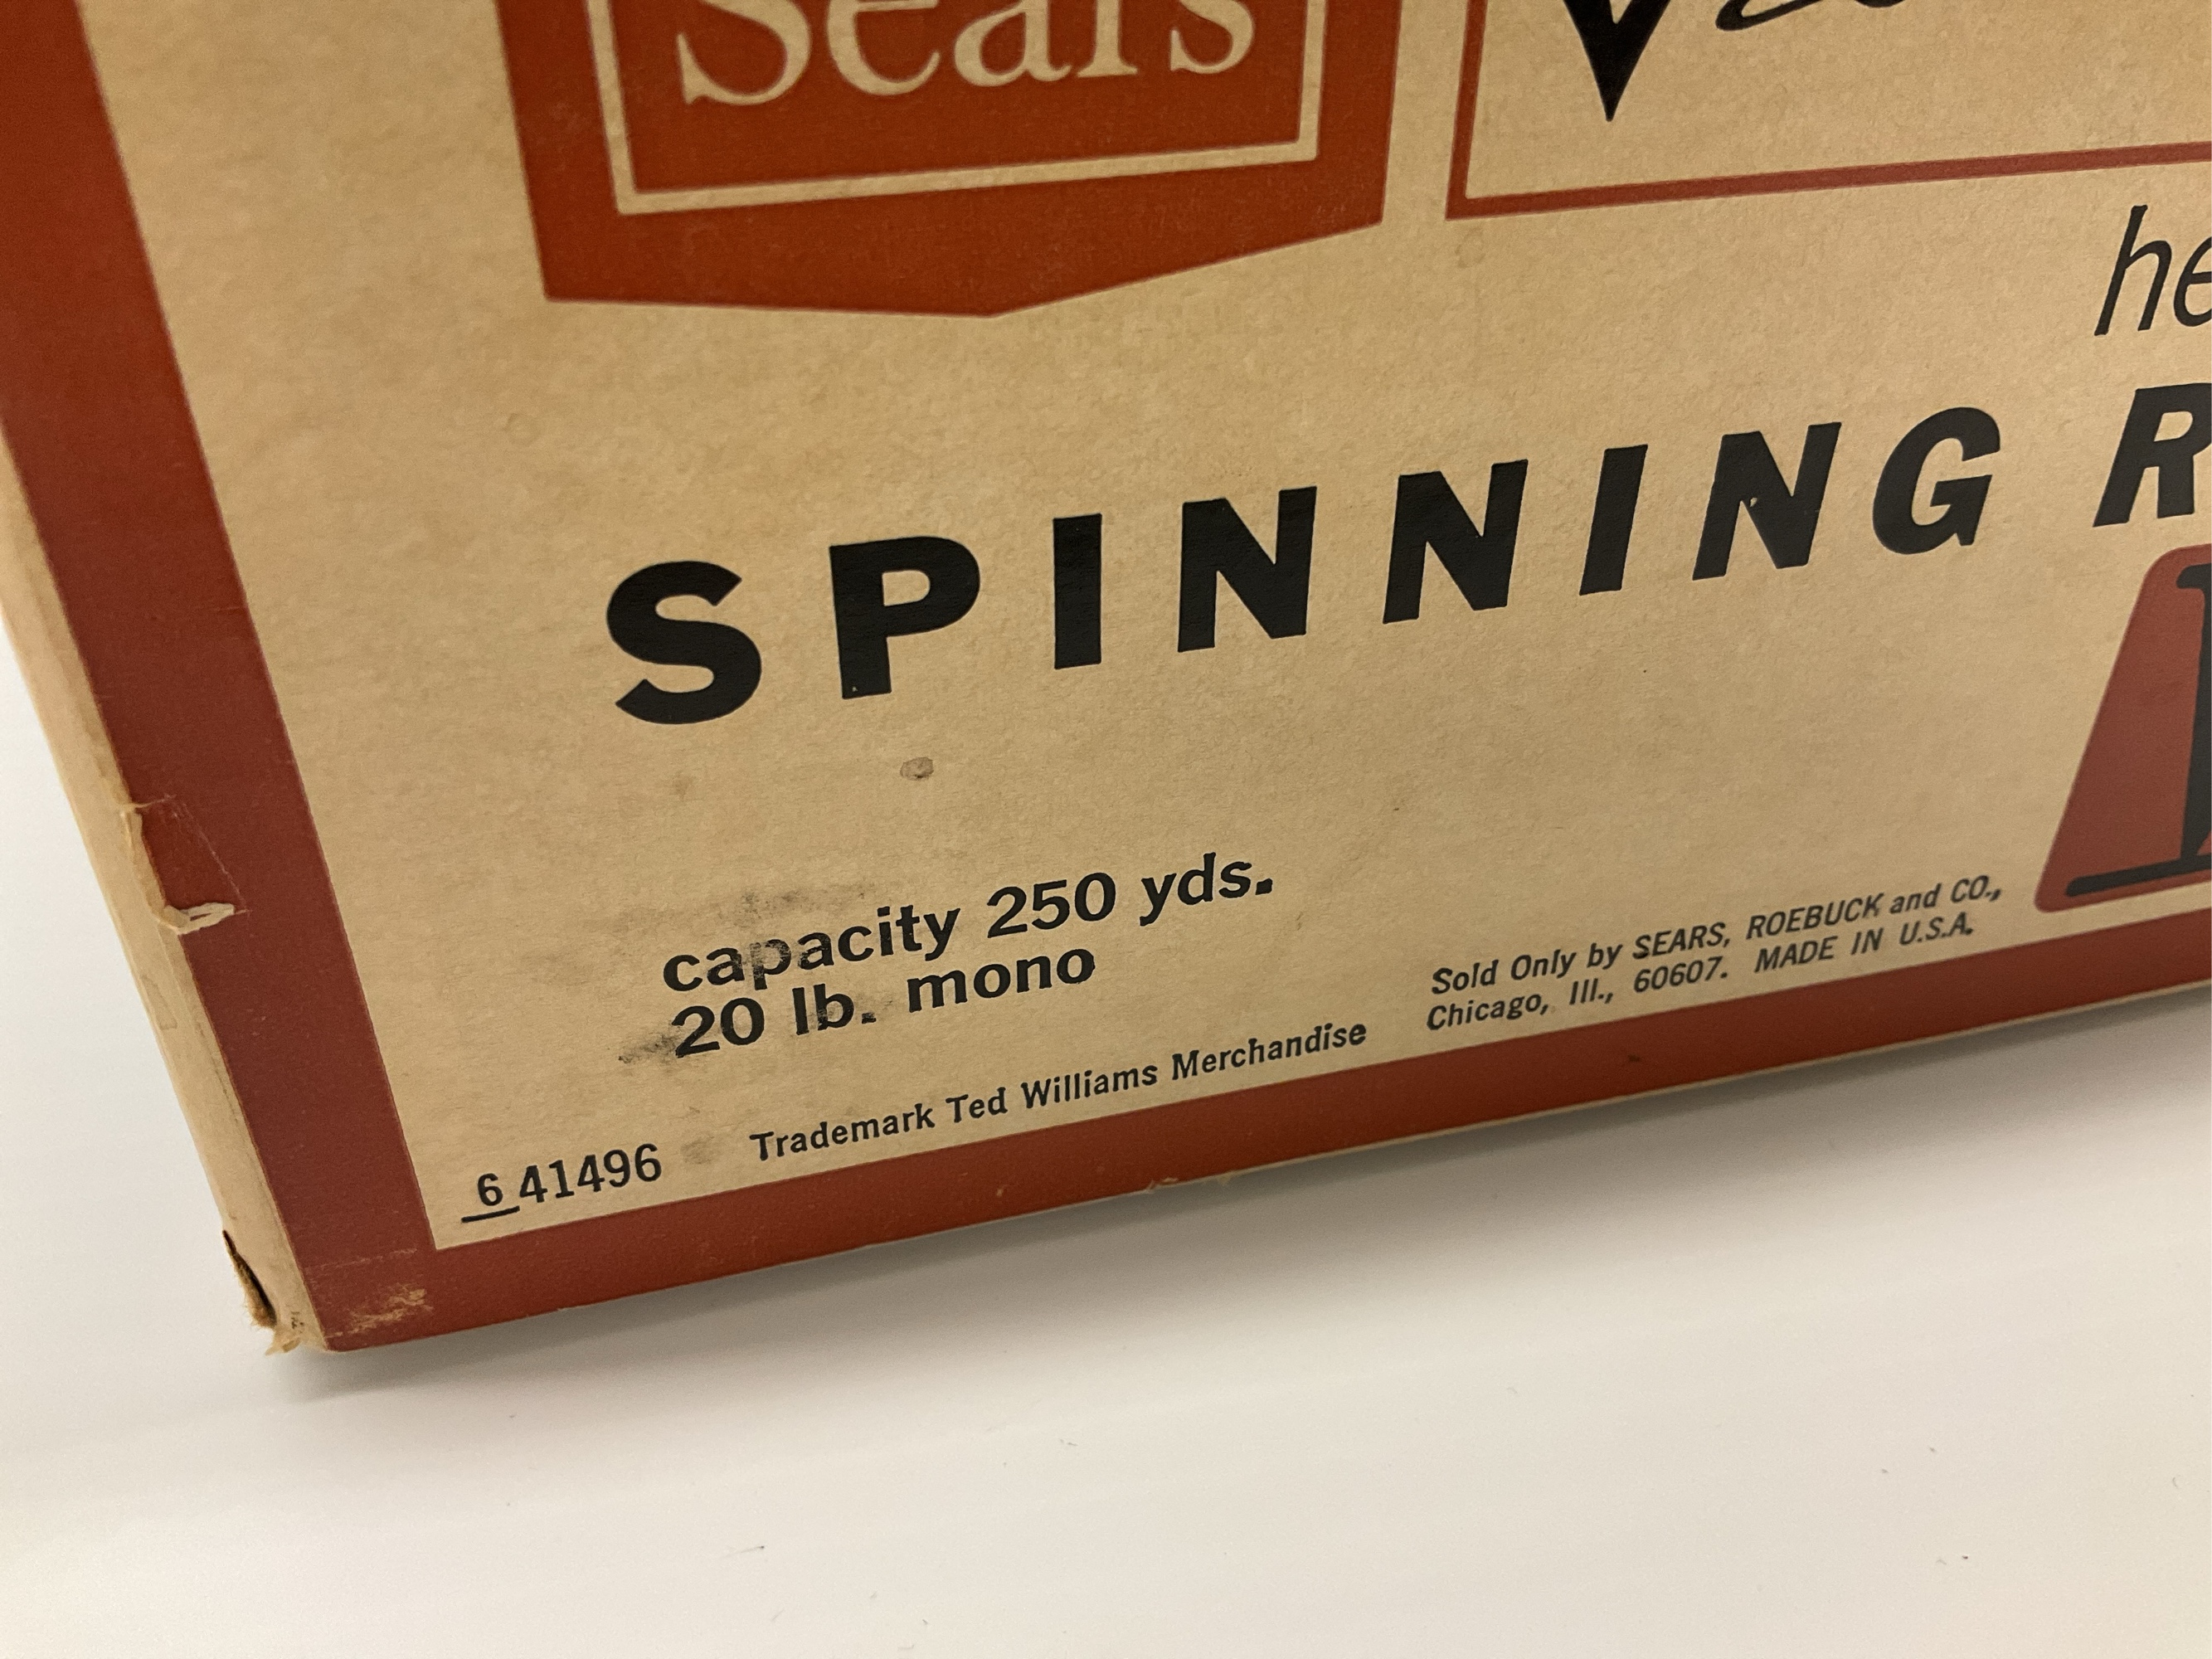 Sears
he
SPINNING R
capacity 250 yds.
20 lb. mono
Sold Only by SEARS, ROEBUCK and CO.,
Chicago, Ill., 60607. MADE IN U.S.A.
Trademark Ted Williams Merchandise
6 41496